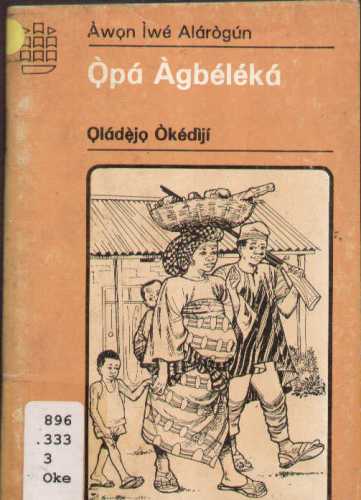 Àwọn Ìwé Alárògún
Ọ̀pá Àgbéléká
Ọládẹ̀jọ Òkédìjí
896
.333
3
Oke